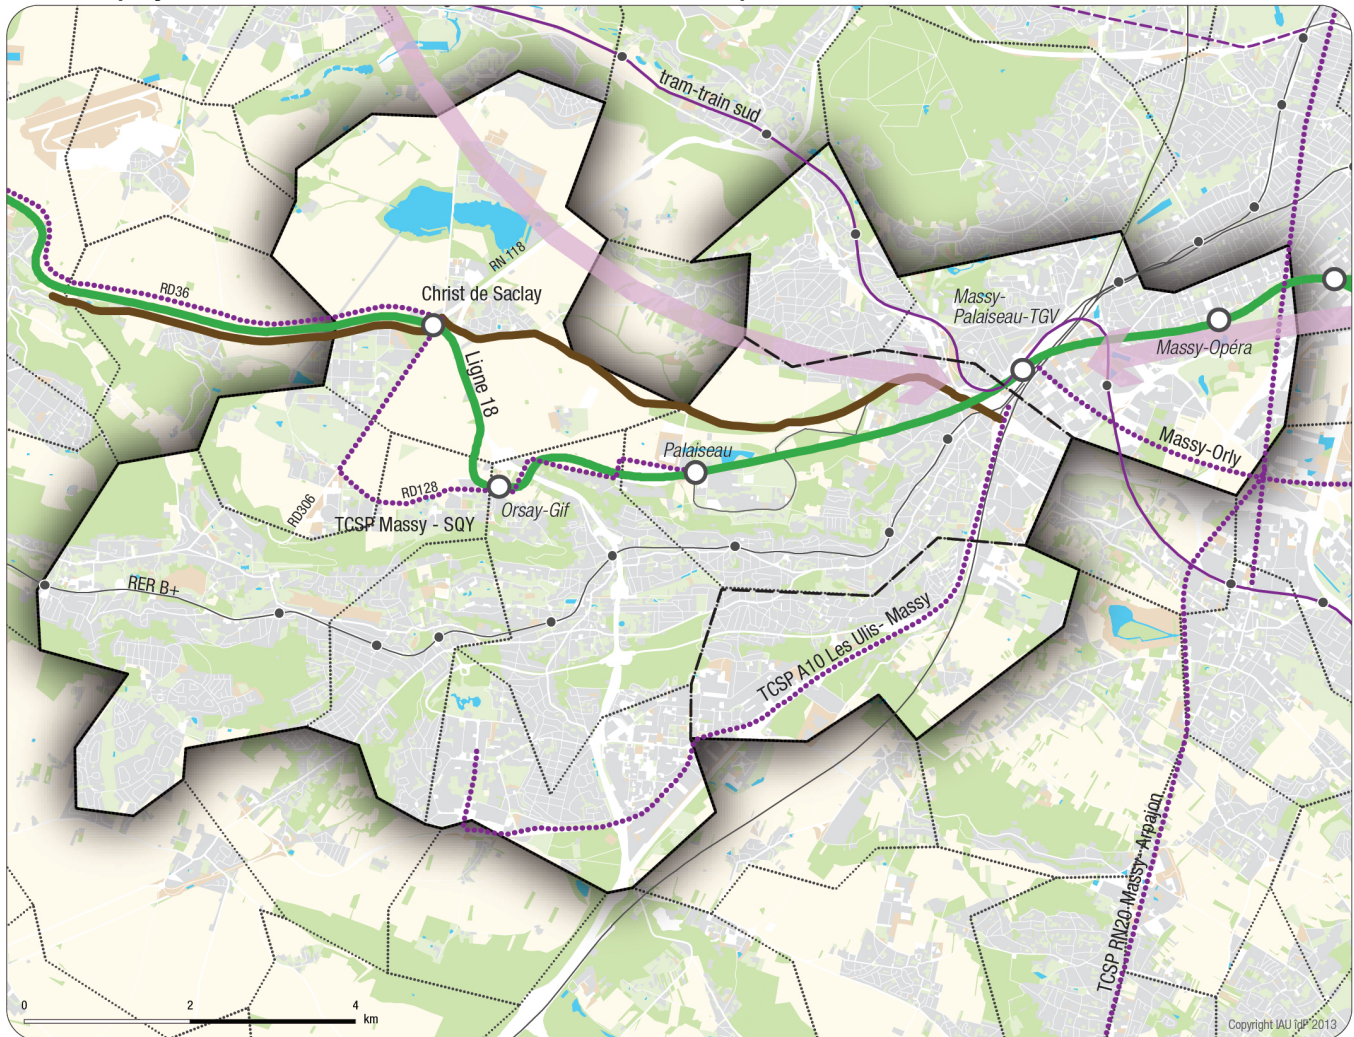 tram-train sud
RN 118
RD36
Christ de Saclay
Massy-
Palaiseau-TGV
Massy-Opéra
Ligne 18
Palaiseau
Massy-Orly
RD128
RD306
Orsay-Gif
TCSP Massy - SQY
RER B+
TCSP A10 Les Ulis- Massy
TCSP RN20 Massy- Arpajon
0 2 4
km
Copyright IAU îdF 2013